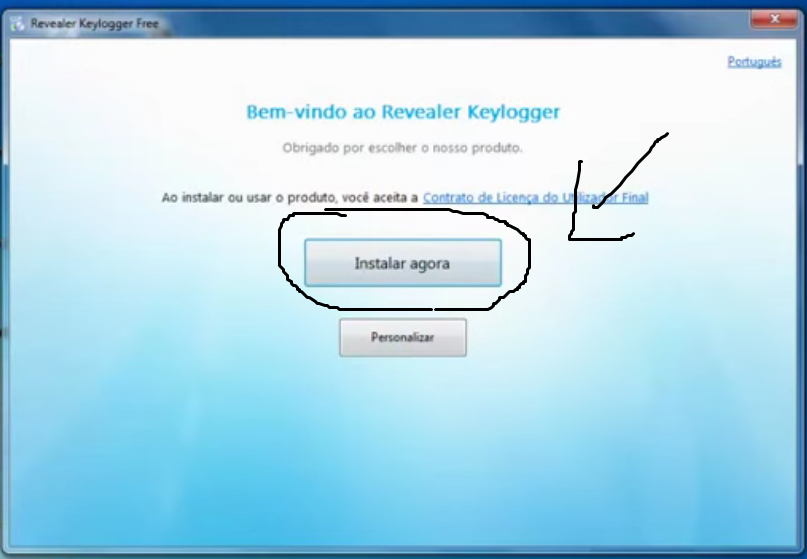 Revealer Keylogger Free
Português
Bem-vindo ao Revealer Keylogger
Obrigado por escolher o nosso produto.
Ao instalar ou usar o produto, você aceita a Contrato de Licença do Utilizador Final
Instalar agora
Personalizar